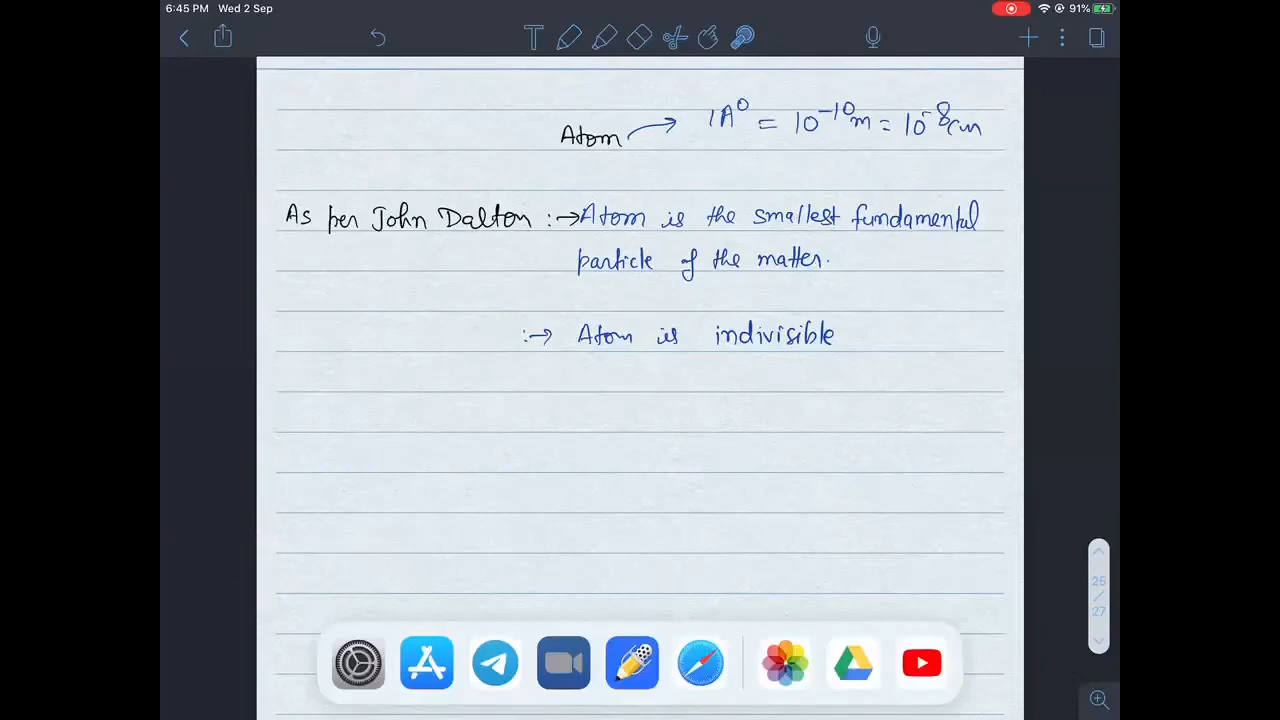 6:45 PM Wed 2 Sep
91%
T
Atom → 1A⁰ = 10⁻¹⁰m = 10⁻⁸cm
As per John Dalton :→ Atom is the smallest fundamental
particle of the matter.
:→ Atom is indivisible
25
/
27